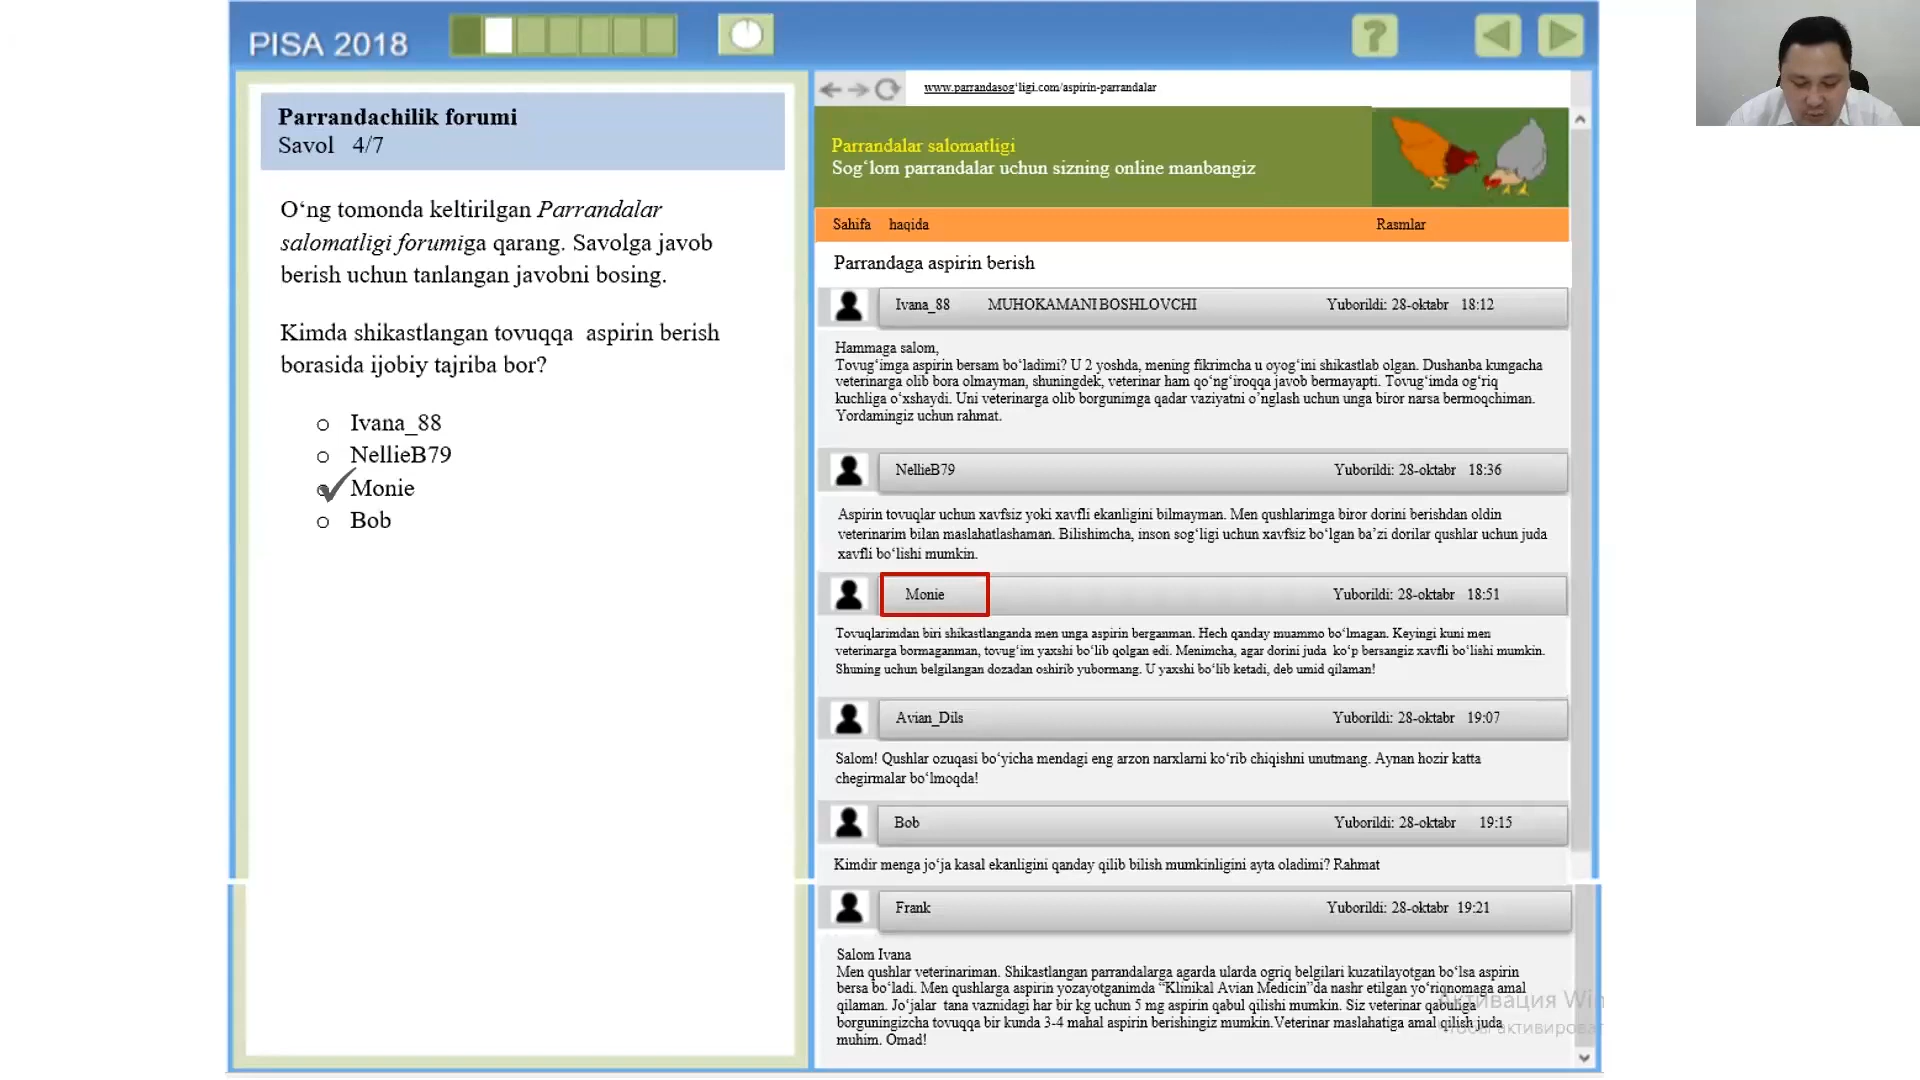 PISA 2018
?
Parrandachilik forumi
Savol 4/7
O‘ng tomonda keltirilgan Parrandalar
salomatligi forumiga qarang. Savolga javob
berish uchun tanlangan javobni bosing.
Kimda shikastlangan tovuqqa aspirin berish
borasida ijobiy tajriba bor?
Ivana_88
NellieB79
Monie
Bob
www.parrandasog‘ligi.com/aspirin-parrandalar
Parrandalar salomatligi
Sog‘lom parrandalar uchun sizning online manbangiz
Sahifa haqida Rasmlar
Parrandaga aspirin berish
Ivana_88 MUHOKAMANI BOSHLOVCHI Yuborildi: 28-oktabr 18:12
Hammaga salom,
Tovug‘imga aspirin bersam bo‘ladimi? U 2 yoshda, mening fikrimcha u oyog‘ini shikastlab olgan. Dushanba kungacha
veterinarga olib bora olmayman, shuningdek, veterinar ham qo‘ng‘iroqqa javob bermayapti. Tovug‘imda og‘riq
kuchliga o‘xshaydi. Uni veterinarga olib borgunimga qadar vaziyatni o’nglash uchun unga biror narsa bermoqchiman.
Yordamingiz uchun rahmat.
NellieB79 Yuborildi: 28-oktabr 18:36
Aspirin tovuqlar uchun xavfsiz yoki xavfli ekanligini bilmayman. Men qushlarimga biror dorini berishdan oldin
veterinarim bilan maslahatlashaman. Bilishimcha, inson sog‘ligi uchun xavfsiz bo‘lgan ba’zi dorilar qushlar uchun juda
xavfli bo‘lishi mumkin.
Monie Yuborildi: 28-oktabr 18:51
Tovuqlarimdan biri shikastlanganda men unga aspirin berganman. Hech qanday muammo bo‘lmagan. Keyingi kuni men
veterinarga bormaganman, tovug‘im yaxshi bo‘lib qolgan edi. Menimcha, agar dorini juda ko‘p bersangiz xavfli bo‘lishi mumkin.
Shuning uchun belgilangan dozadan oshirib yubormang. U yaxshi bo‘lib ketadi, deb umid qilaman!
Avian_Dils Yuborildi: 28-oktabr 19:07
Salom! Qushlar ozuqasi bo‘yicha mendagi eng arzon narxlarni ko‘rib chiqishni unutmang. Aynan hozir katta
chegirmalar bo‘lmoqda!
Bob Yuborildi: 28-oktabr 19:15
Kimdir menga jo‘ja kasal ekanligini qanday qilib bilish mumkinligini ayta oladimi? Rahmat
Frank Yuborildi: 28-oktabr 19:21
Salom Ivana
Men qushlar veterinariman. Shikastlangan parrandalarga agarda ularda ogriq belgilari kuzatilayotgan bo‘lsa aspirin
bersa bo‘ladi. Men qushlarga aspirin yozayotganimda “Klinikal Avian Medicin”da nashr etilgan yo‘riqnomaga amal
qilaman. Jo‘jalar tana vaznidagi har bir kg uchun 5 mg aspirin qabul qilishi mumkin. Siz veterinar qabuliga
borguningizcha tovuqqa bir kunda 3-4 mahal aspirin berishingiz mumkin.Veterinar maslahatiga amal qilish juda
muhim. Omad!
Активация Win